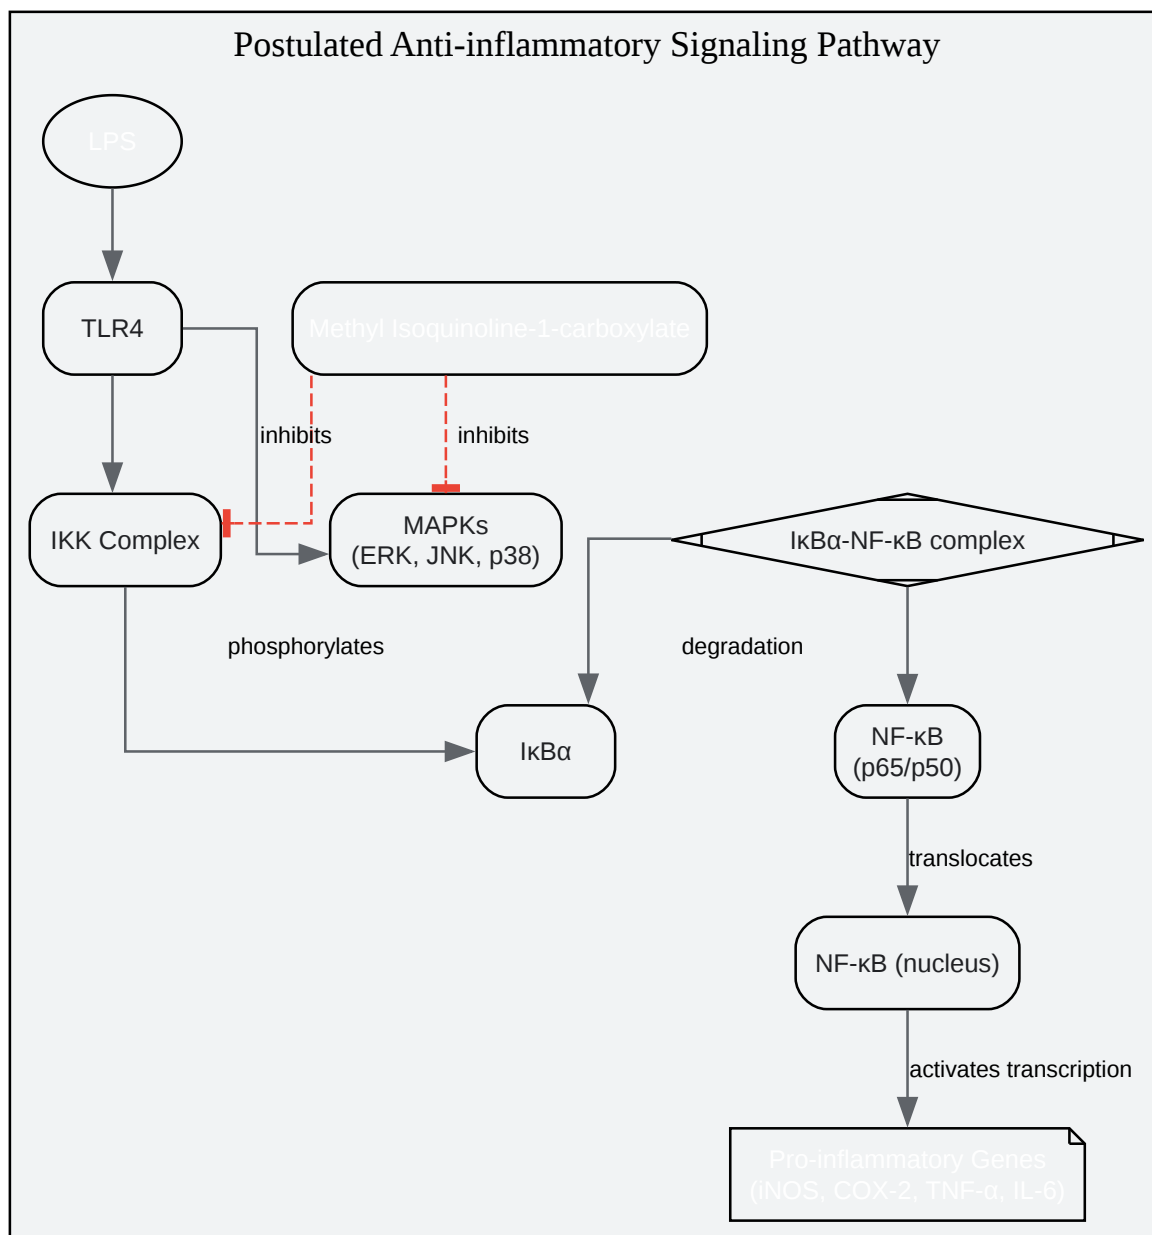 Postulated Anti-inflammatory Signaling Pathway
LPS
TLR4
Methyl Isoquinoline-1-carboxylate
inhibits
inhibits
IKK Complex
MAPKs
(ERK, JNK, p38)
IκBα-NF-κB complex
phosphorylates
degradation
IκBα
NF-κB
(p65/p50)
translocates
NF-κB (nucleus)
activates transcription
Pro-inflammatory Genes
(iNOS, COX-2, TNF-α, IL-6)